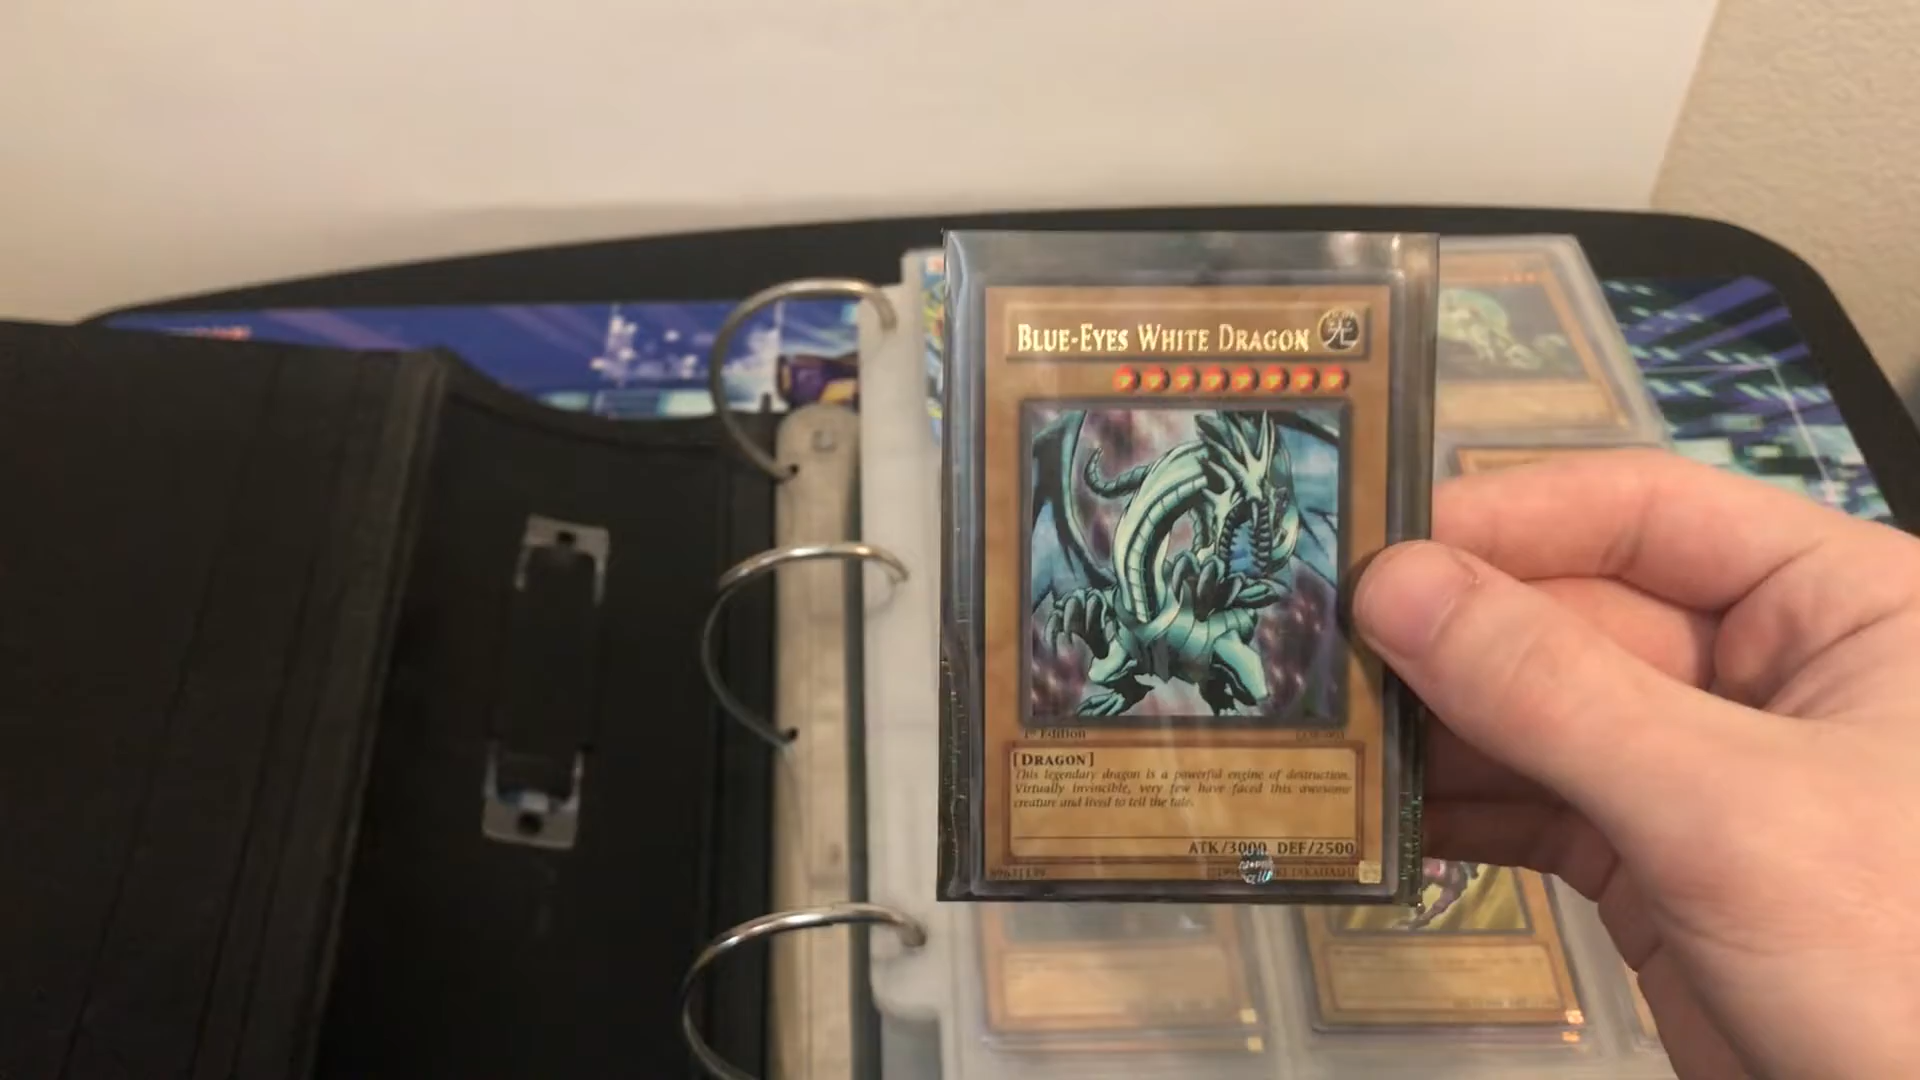 BLUE-EYES WHITE DRAGON
1st Edition
[DRAGON]
This legendary dragon is a powerful engine of destruction.
Virtually invincible, very few have faced this awesome
creature and lived to tell the tale.
ATK/3000 DEF/2500